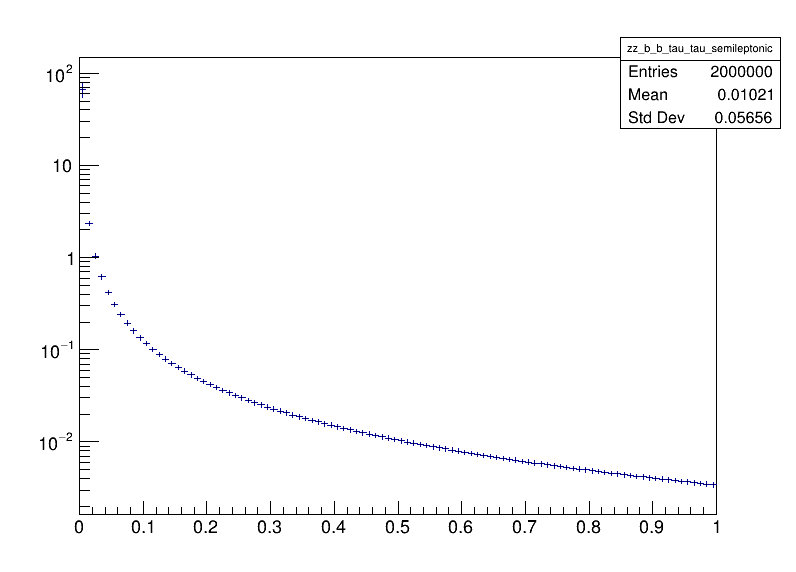 zz_b_b_tau_tau_semileptonic
Entries 2000000
Mean 0.01021
Std Dev 0.05656
10²
10
1
10⁻¹
10⁻²
0 0.1 0.2 0.3 0.4 0.5 0.6 0.7 0.8 0.9 1